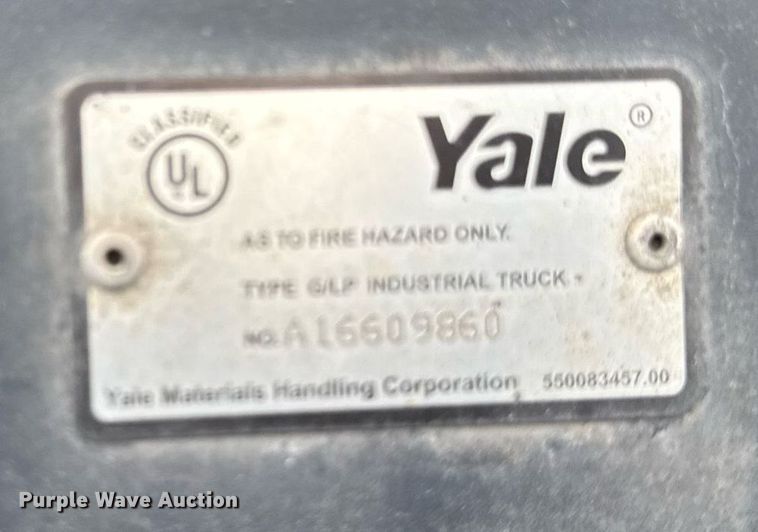 CLASSIFIED
UL
Yale®
AS TO FIRE HAZARD ONLY.
TYPE G/LP INDUSTRIAL TRUCK -
NO. A16609860
Yale Materials Handling Corporation 550083457.00
Purple Wave Auction